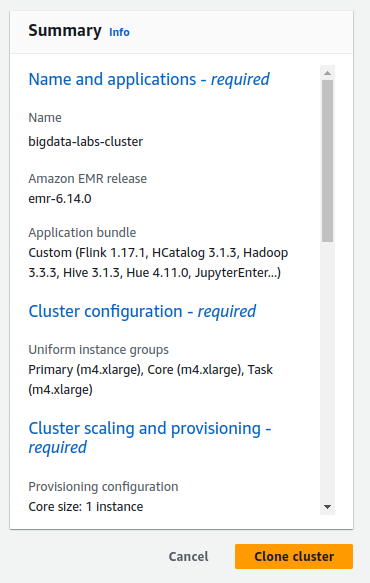 Summary Info
Name and applications - required
Name
bigdata-labs-cluster
Amazon EMR release
emr-6.14.0
Application bundle
Custom (Flink 1.17.1, HCatalog 3.1.3, Hadoop
3.3.3, Hive 3.1.3, Hue 4.11.0, JupyterEnter...)
Cluster configuration - required
Uniform instance groups
Primary (m4.xlarge), Core (m4.xlarge), Task
(m4.xlarge)
Cluster scaling and provisioning -
required
Provisioning configuration
Core size: 1 instance
Cancel Clone cluster